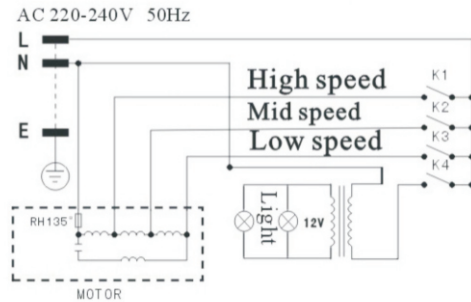 AC 220-240V 50Hz
L
N
E
High speed
Mid speed
Low speed
K1
K2
K3
K4
Light
12V
RH135°
MOTOR